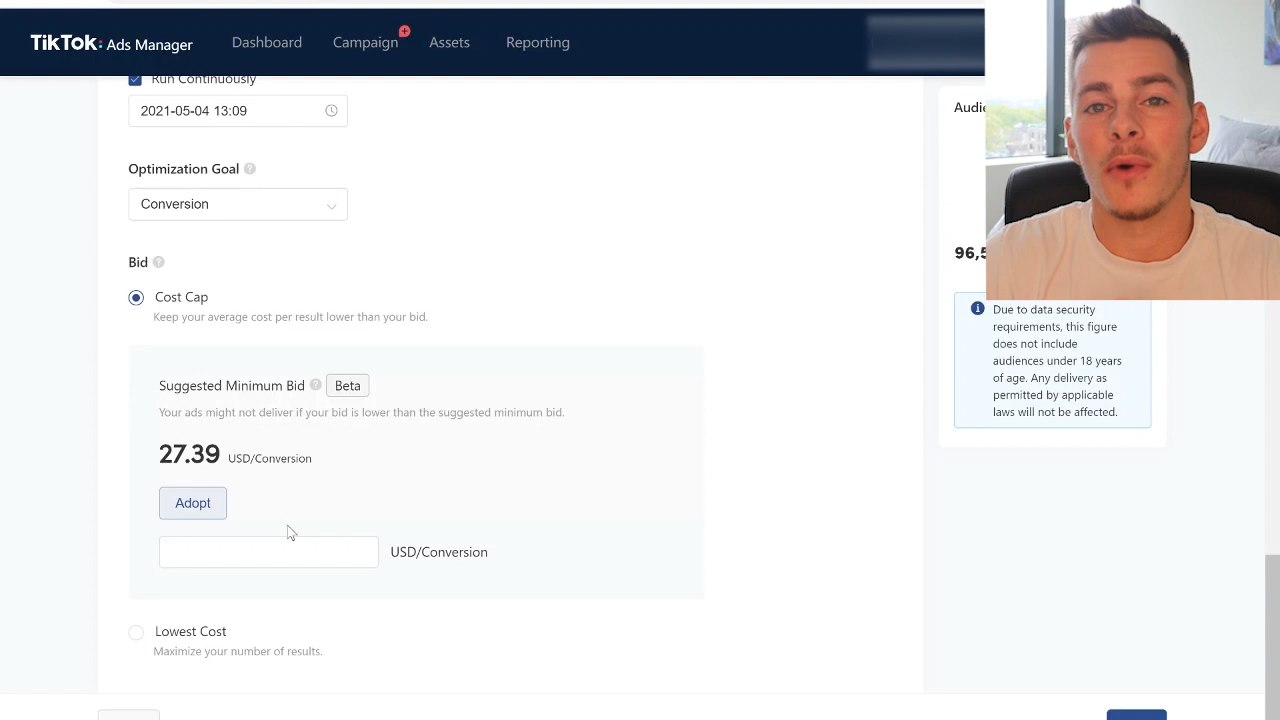 TikTok: Ads Manager
Dashboard
Campaign
Assets
Reporting
Run Continuously
2021-05-04 13:09
Optimization Goal
Conversion
Bid
Cost Cap
Keep your average cost per result lower than your bid.
Suggested Minimum Bid
Beta
Your ads might not deliver if your bid is lower than the suggested minimum bid.
27.39 USD/Conversion
Adopt
USD/Conversion
Lowest Cost
Maximize your number of results.
Audie
96,5
Due to data security
requirements, this figure
does not include
audiences under 18 years
of age. Any delivery as
permitted by applicable
laws will not be affected.